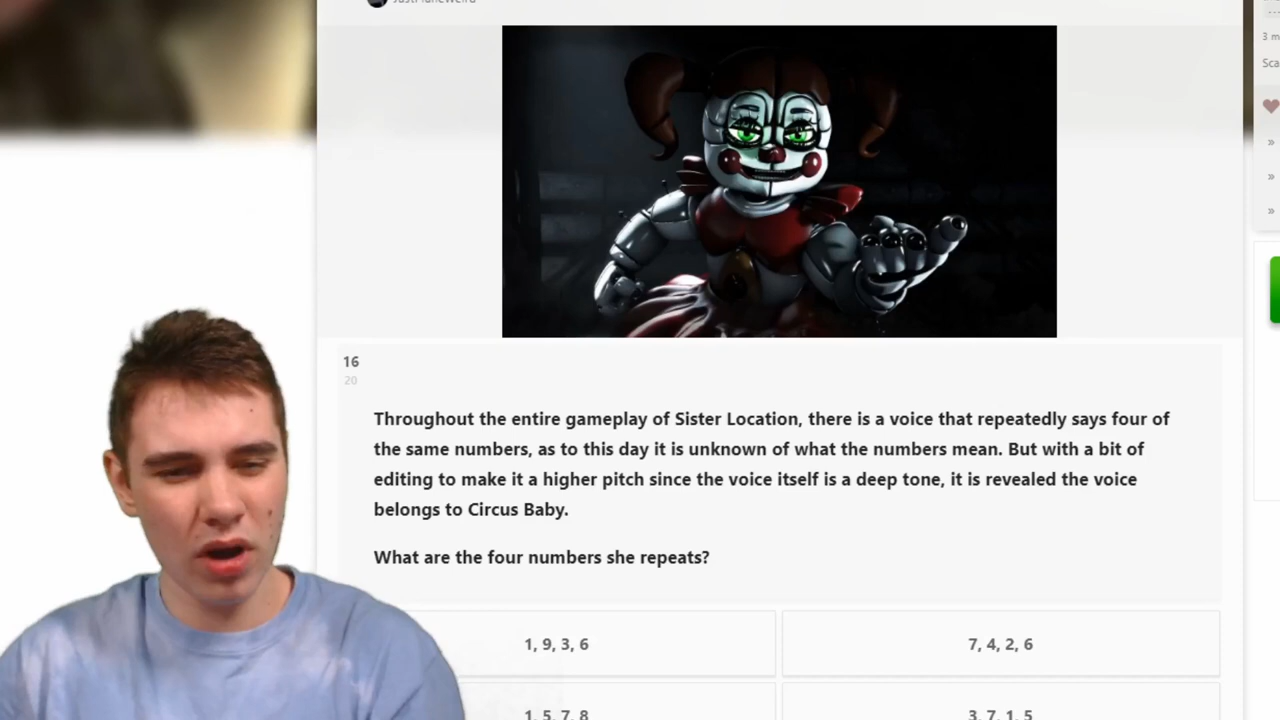 3 m
Sca
16
20
Throughout the entire gameplay of Sister Location, there is a voice that repeatedly says four of
the same numbers, as to this day it is unknown of what the numbers mean. But with a bit of
editing to make it a higher pitch since the voice itself is a deep tone, it is revealed the voice
belongs to Circus Baby.
What are the four numbers she repeats?
1, 9, 3, 6
7, 4, 2, 6
1, 5, 7, 8
3, 7, 1, 5